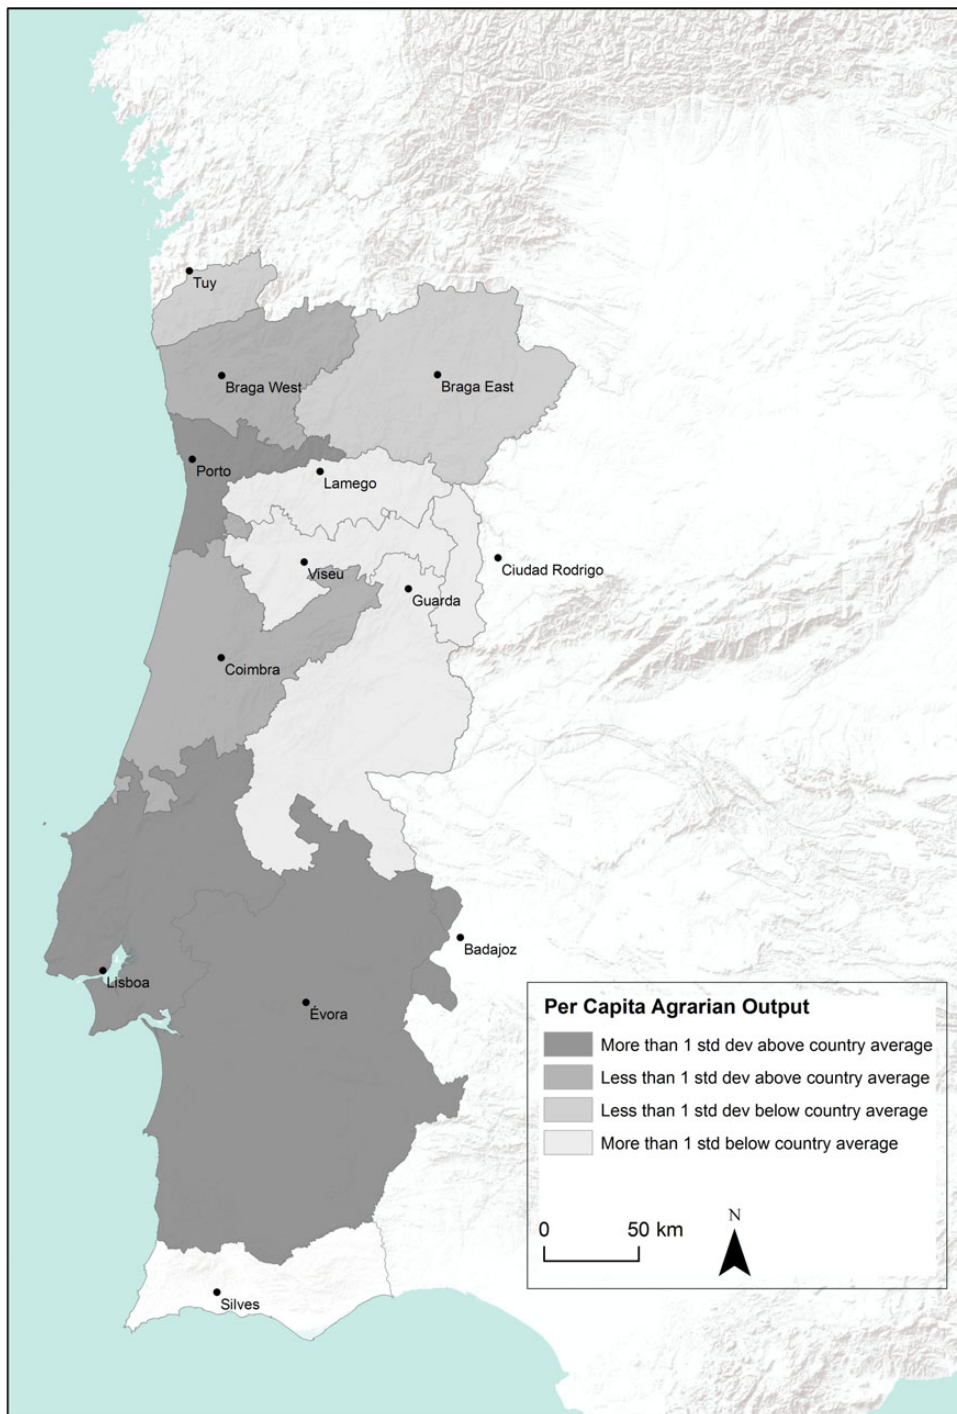 Tuy
Braga West
Braga East
Porto
Lamego
Viseu
Ciudad Rodrigo
Guarda
Coimbra
Badajoz
Lisboa
Évora
Silves
Per Capita Agrarian Output
More than 1 std dev above country average
Less than 1 std dev above country average
Less than 1 std dev below country average
More than 1 std below country average
0 50 km
N